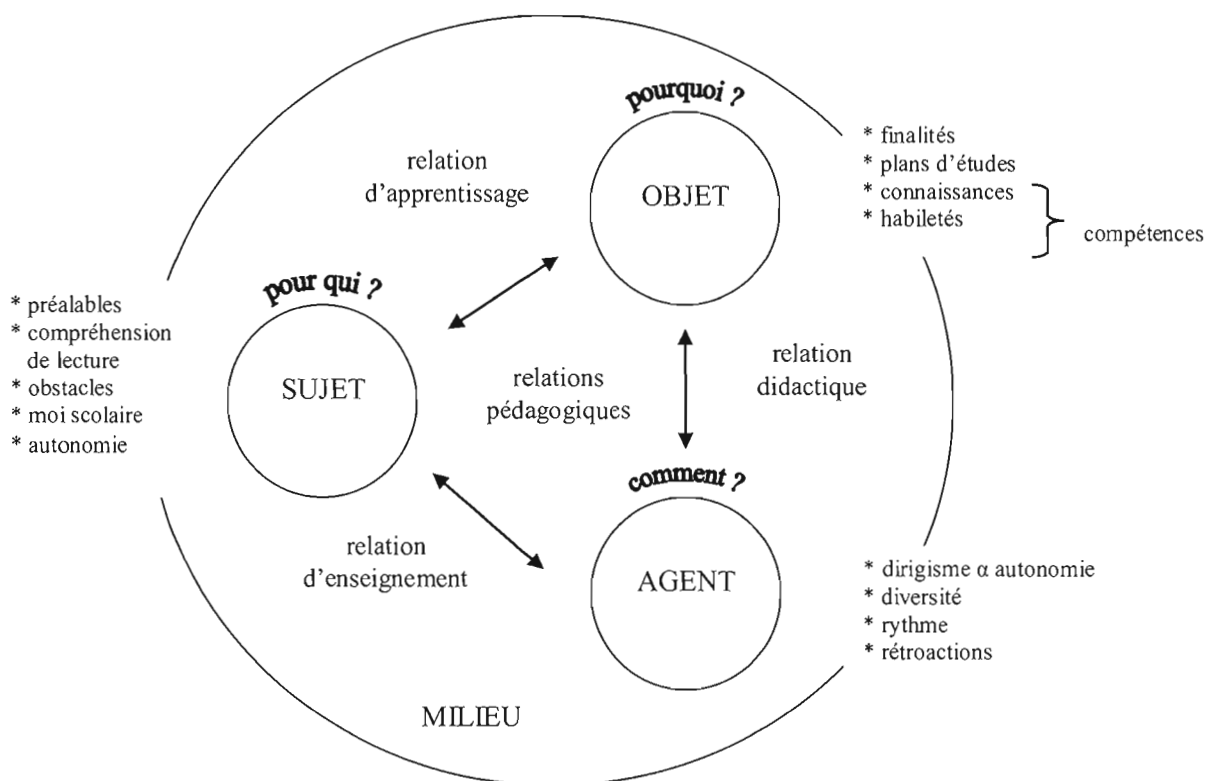 pourquoi ?
OBJET
* finalités
* plans d'études
* connaissances
* habiletés
compétences
relation
d'apprentissage
pour qui ?
SUJET
* préalables
* compréhension
de lecture
* obstacles
* moi scolaire
* autonomie
relations
pédagogiques
relation
didactique
comment ?
AGENT
relation
d'enseignement
* dirigisme α autonomie
* diversité
* rythme
* rétroactions
MILIEU